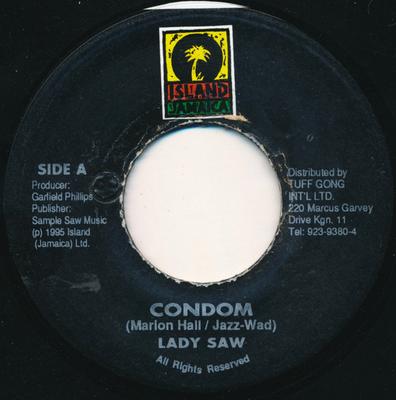 ISLAND
JAMAICA
SIDE A
Producer:
Garfield Phillips
Publisher:
Sample Saw Music
(p) 1995 Island
(Jamaica) Ltd.
Distributed by
TUFF GONG
INT'L LTD.
220 Marcus Garvey
Drive Kgn. 11
Tel: 923-9380-4
CONDOM
(Marion Hall / Jazz-Wad)
LADY SAW
All Rights Reserved